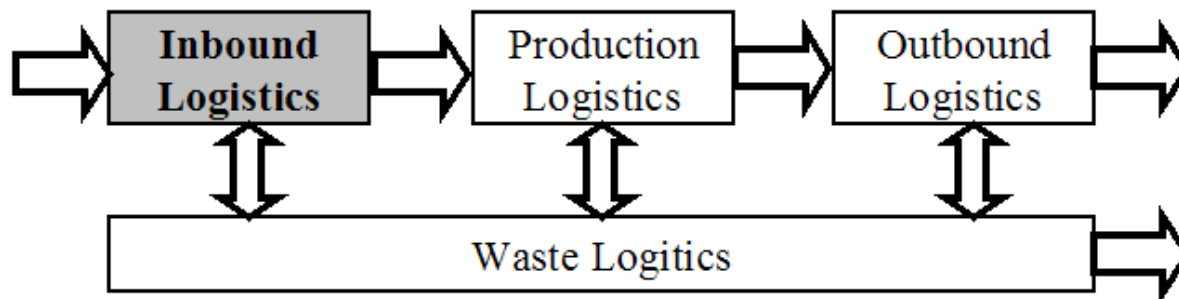 Inbound
Logistics
Production
Logistics
Outbound
Logistics
Waste Logitics